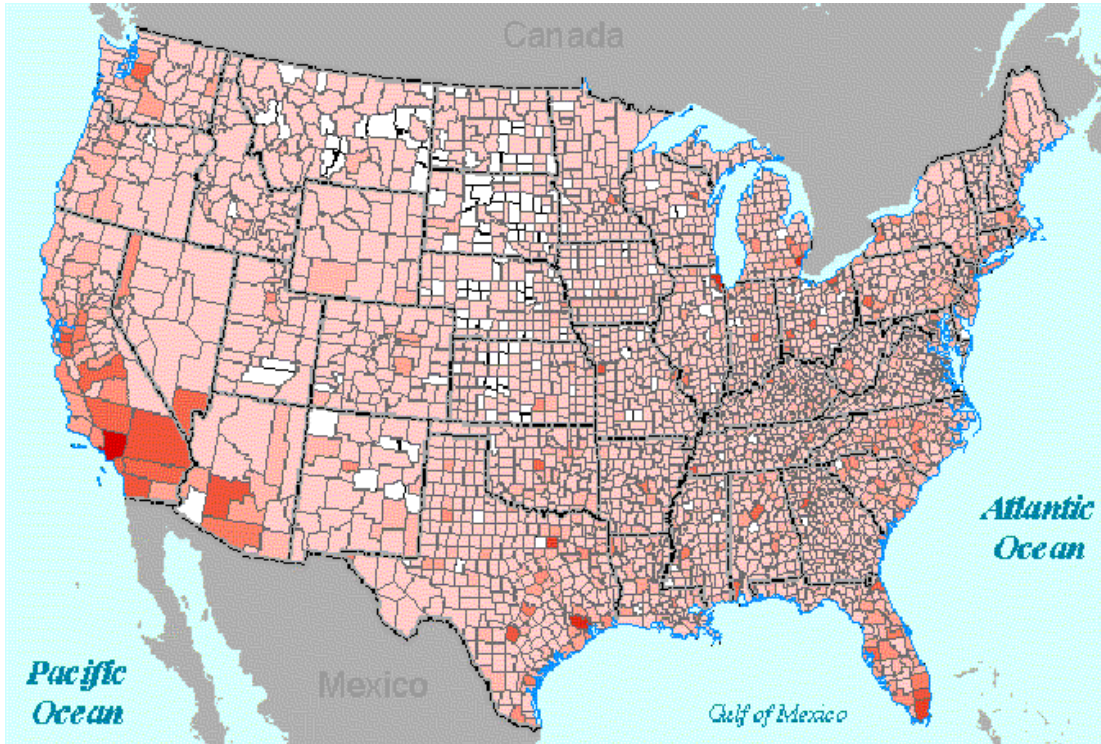 Canada
Atlantic
Ocean
Pacific
Ocean
Mexico
Gulf of Mexico